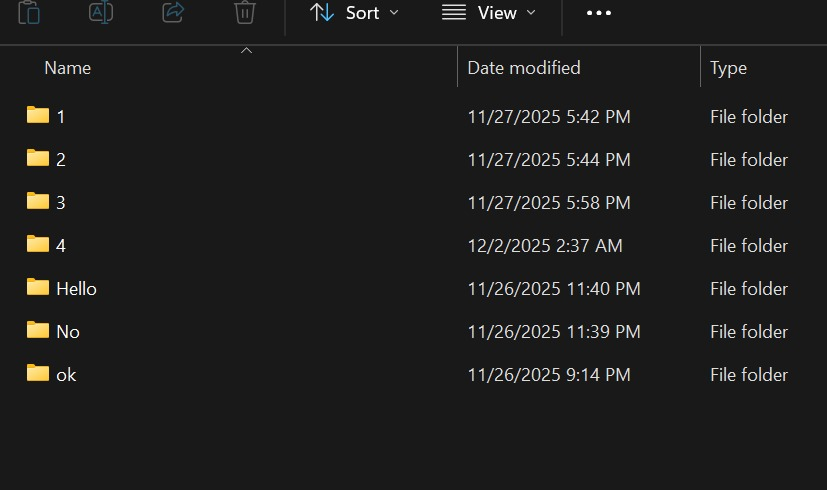 Sort View •••
Name Date modified Type
1 11/27/2025 5:42 PM File folder
2 11/27/2025 5:44 PM File folder
3 11/27/2025 5:58 PM File folder
4 12/2/2025 2:37 AM File folder
Hello 11/26/2025 11:40 PM File folder
No 11/26/2025 11:39 PM File folder
ok 11/26/2025 9:14 PM File folder